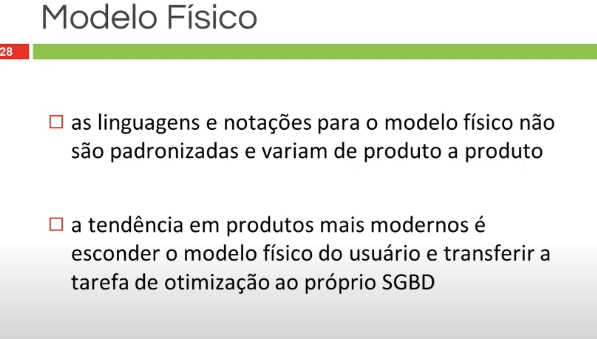 Modelo Físico
28
as linguagens e notações para o modelo físico não
são padronizadas e variam de produto a produto
a tendência em produtos mais modernos é
esconder o modelo físico do usuário e transferir a
tarefa de otimização ao próprio SGBD